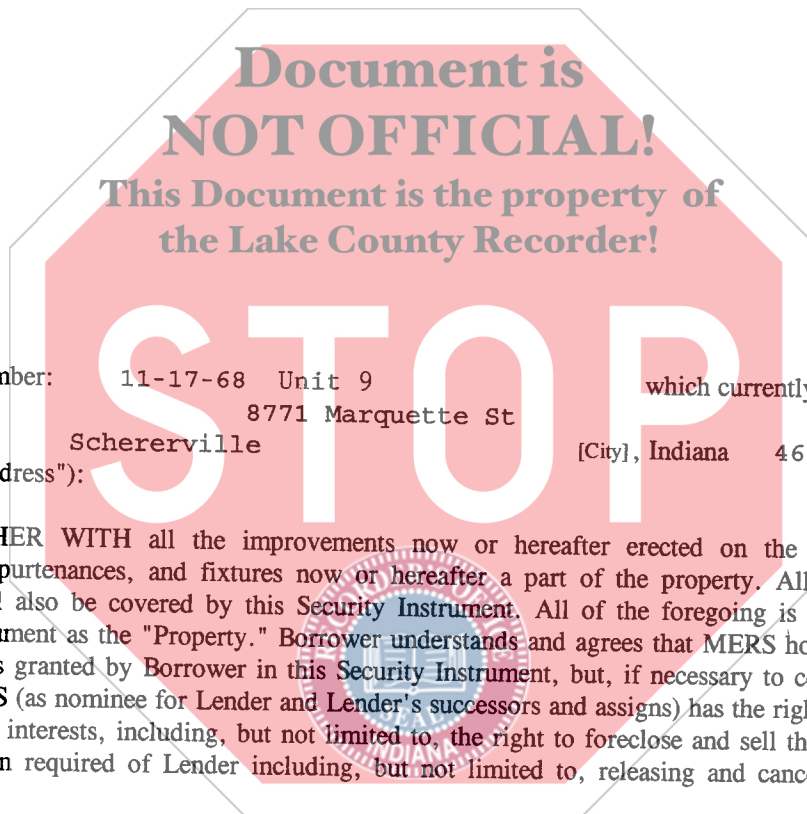 Document is
NOT OFFICIAL!
This Document is the property of
the Lake County Recorder!
STOP
mber: 11-17-68 Unit 9 which currently
8771 Marquette St
Schererville [City], Indiana 46
dress"):
HER WITH all the improvements now or hereafter erected on the
purtenances, and fixtures now or hereafter a part of the property. All
l also be covered by this Security Instrument. All of the foregoing is
ument as the "Property." Borrower understands and agrees that MERS ho
s granted by Borrower in this Security Instrument, but, if necessary to c
S (as nominee for Lender and Lender's successors and assigns) has the righ
interests, including, but not limited to, the right to foreclose and sell th
n required of Lender including, but not limited to, releasing and cance
SEAL
INDIANA